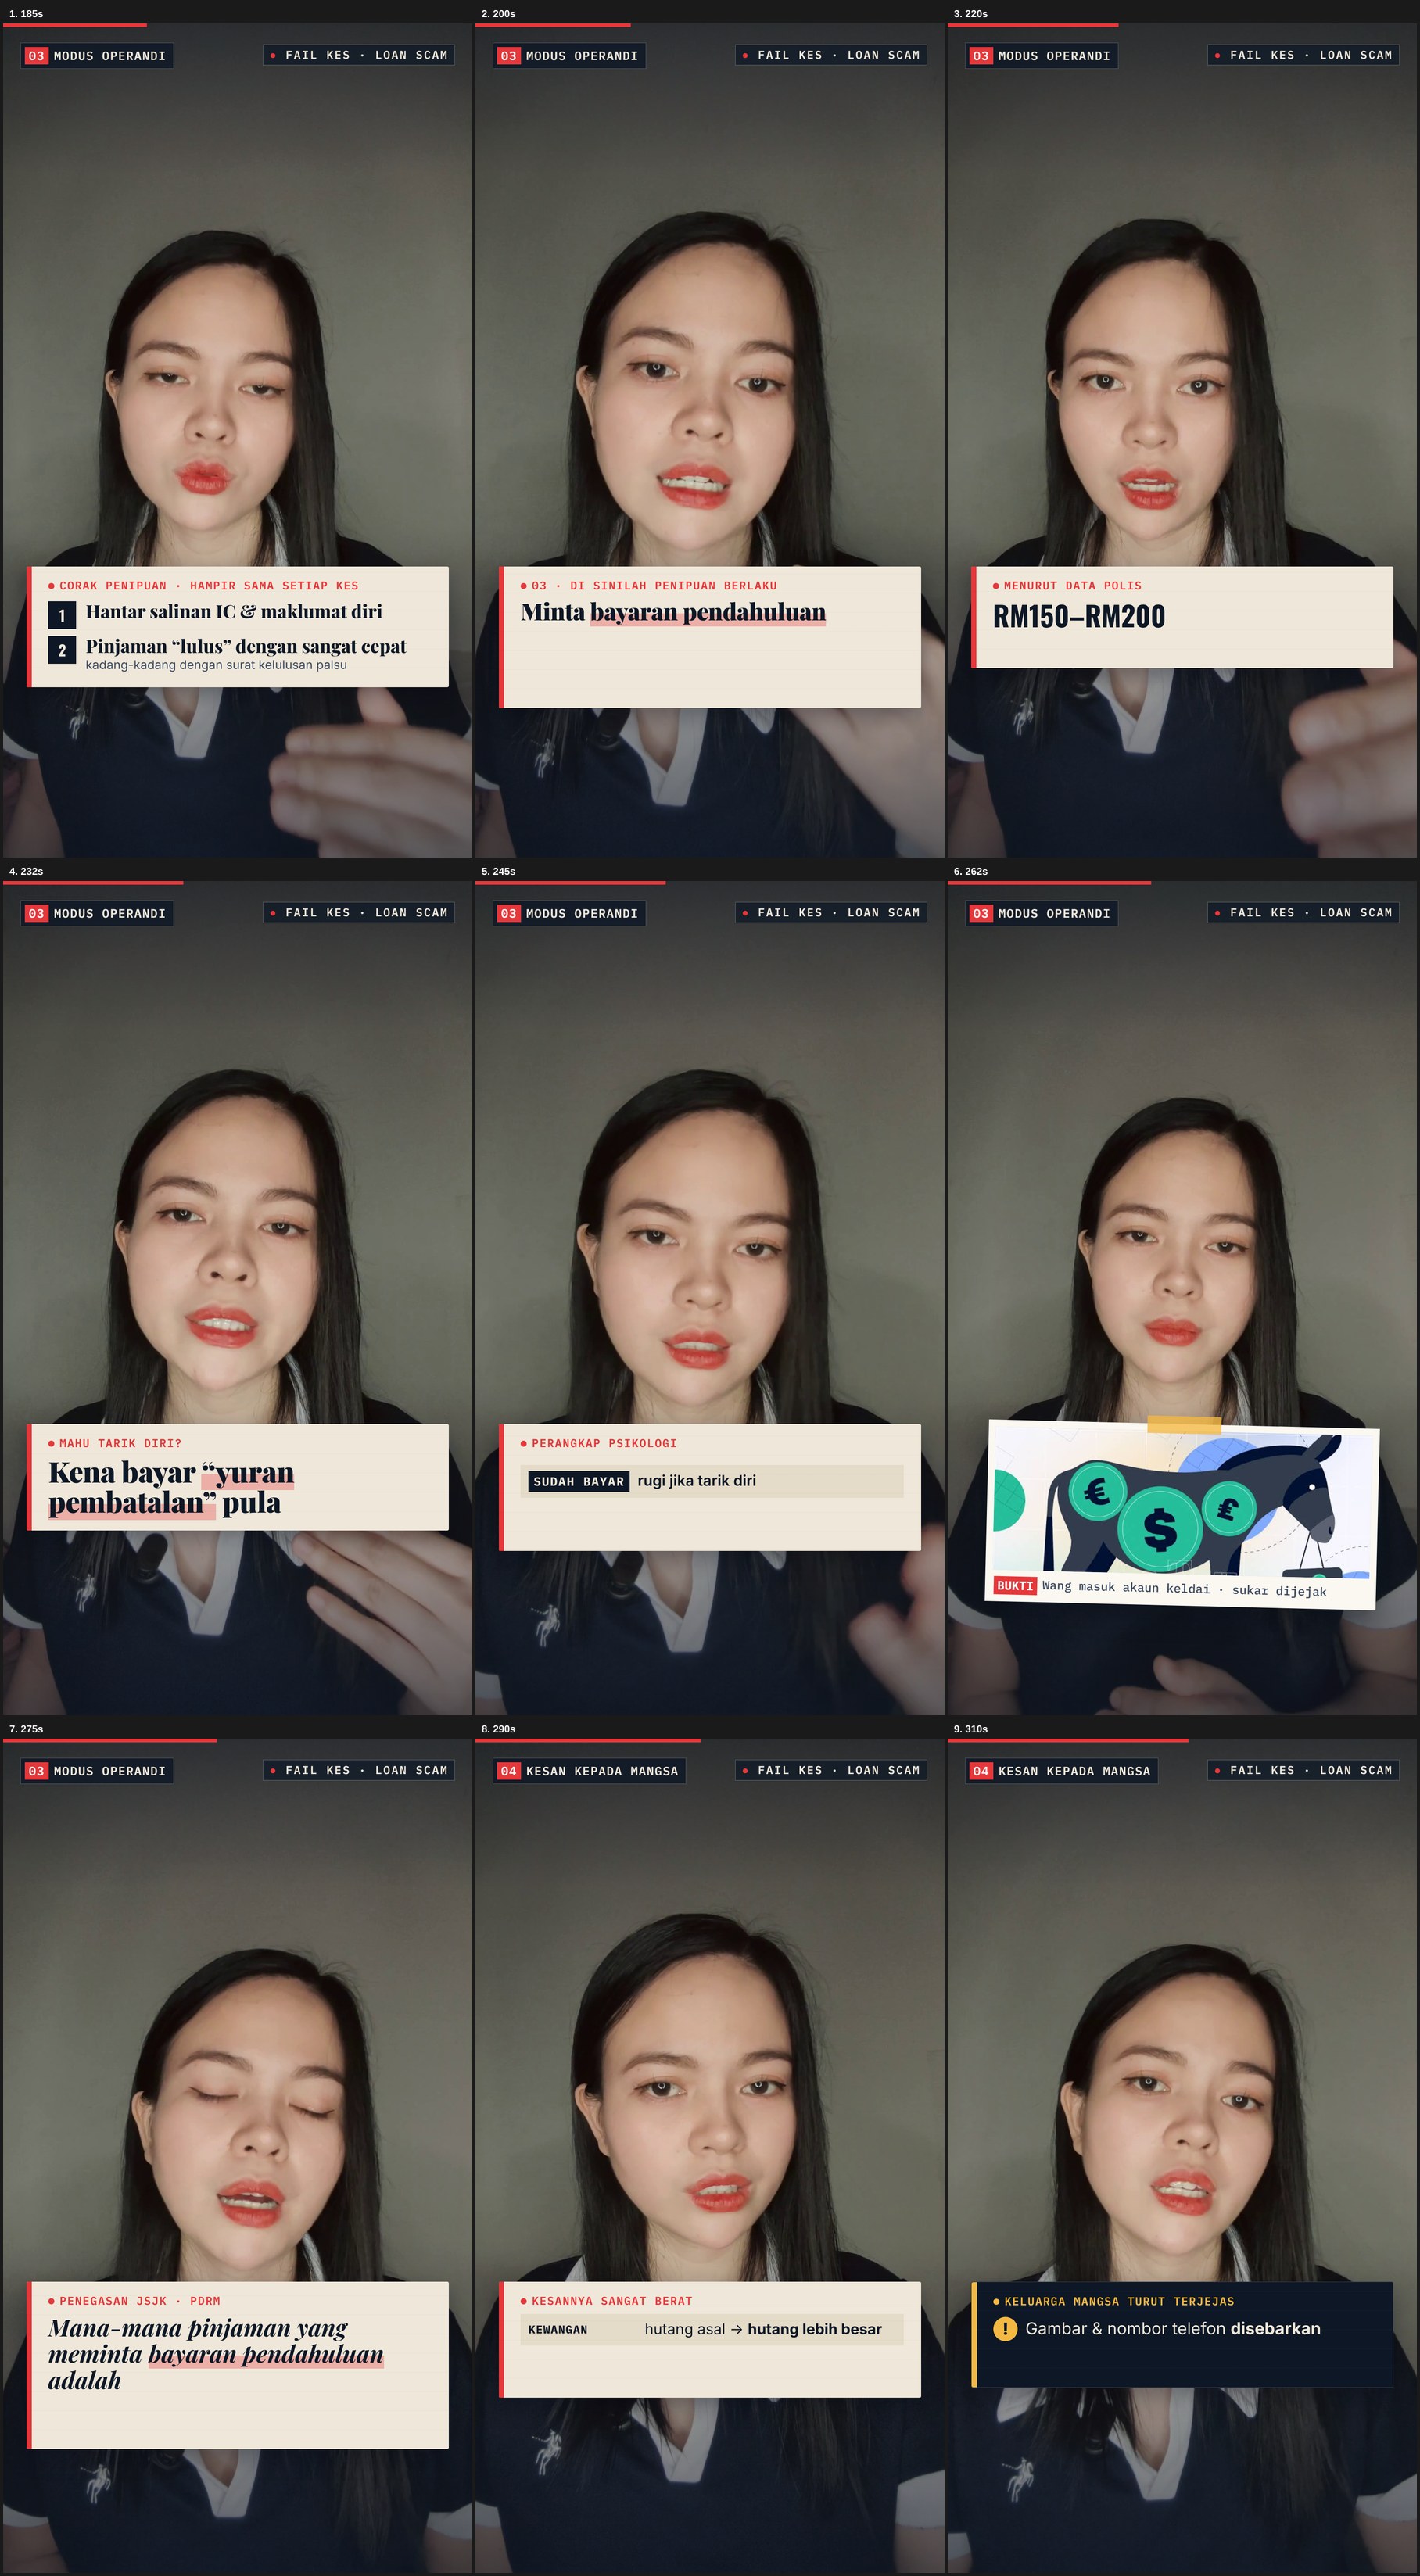 1. 185s
03 MODUS OPERANDI
• FAIL KES · LOAN SCAM
• CORAK PENIPUAN · HAMPIR SAMA SETIAP KES
1 Hantar salinan IC & maklumat diri
2 Pinjaman “lulus” dengan sangat cepat
kadang-kadang dengan surat kelulusan palsu
2. 200s
03 MODUS OPERANDI
• FAIL KES · LOAN SCAM
• 03 · DI SINILAH PENIPUAN BERLAKU
Minta bayaran pendahuluan
3. 220s
03 MODUS OPERANDI
• FAIL KES · LOAN SCAM
• MENURUT DATA POLIS
RM150–RM200
4. 232s
03 MODUS OPERANDI
• FAIL KES · LOAN SCAM
• MAHU TARIK DIRI?
Kena bayar “yuran
pembatalan” pula
5. 245s
03 MODUS OPERANDI
• FAIL KES · LOAN SCAM
• PERANGKAP PSIKOLOGI
SUDAH BAYAR rugi jika tarik diri
6. 262s
03 MODUS OPERANDI
• FAIL KES · LOAN SCAM
€ $ £
BUKTI Wang masuk akaun keldai · sukar dijejak
7. 275s
03 MODUS OPERANDI
• FAIL KES · LOAN SCAM
• PENEGASAN JSJK · PDRM
Mana-mana pinjaman yang
meminta bayaran pendahuluan
adalah
8. 290s
04 KESAN KEPADA MANGSA
• FAIL KES · LOAN SCAM
• KESANNYA SANGAT BERAT
KEWANGAN hutang asal → hutang lebih besar
9. 310s
04 KESAN KEPADA MANGSA
• FAIL KES · LOAN SCAM
• KELUARGA MANGSA TURUT TERJEJAS
! Gambar & nombor telefon disebarkan